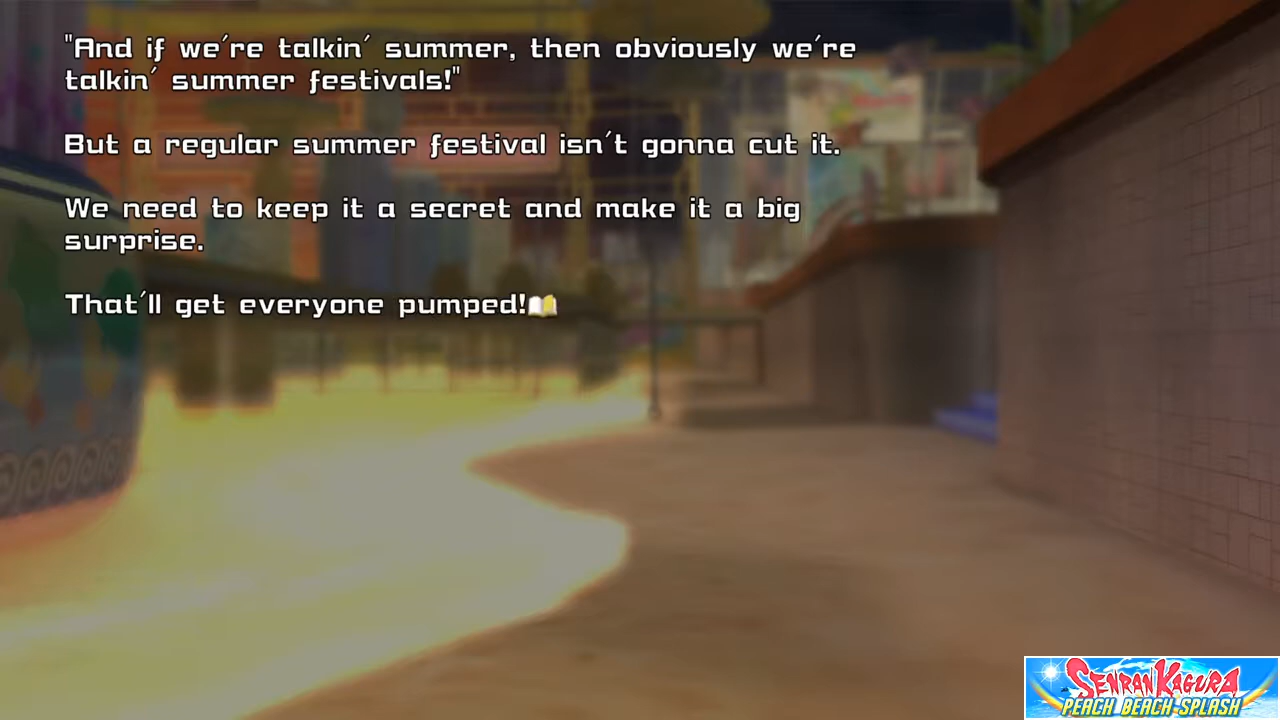 "And if we're talkin' summer, then obviously we're
talkin' summer festivals!"
But a regular summer festival isn't gonna cut it.
We need to keep it a secret and make it a big
surprise.
That'll get everyone pumped!
SENRAN KAGURA
PEACH BEACH SPLASH